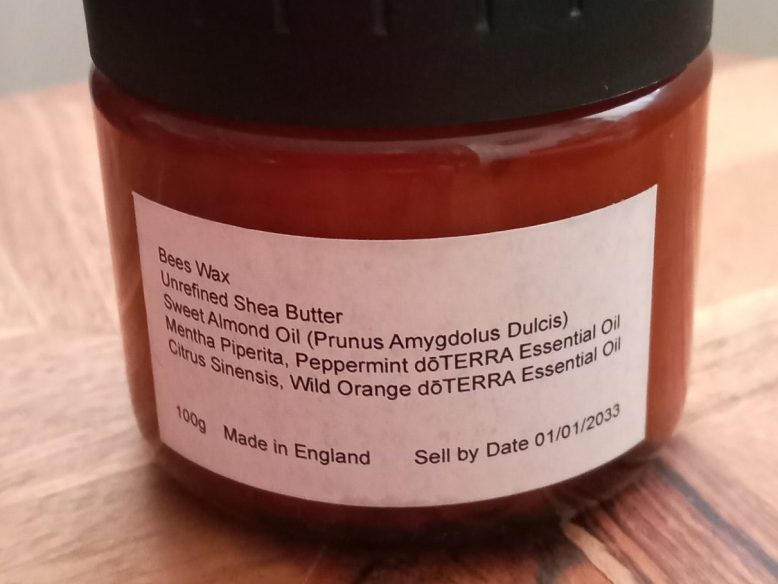 Bees Wax
Unrefined Shea Butter
Sweet Almond Oil (Prunus Amygdolus Dulcis)
Mentha Piperita, Peppermint dōTERRA Essential Oil
Citrus Sinensis, Wild Orange dōTERRA Essential Oil
100g Made in England Sell by Date 01/01/2033